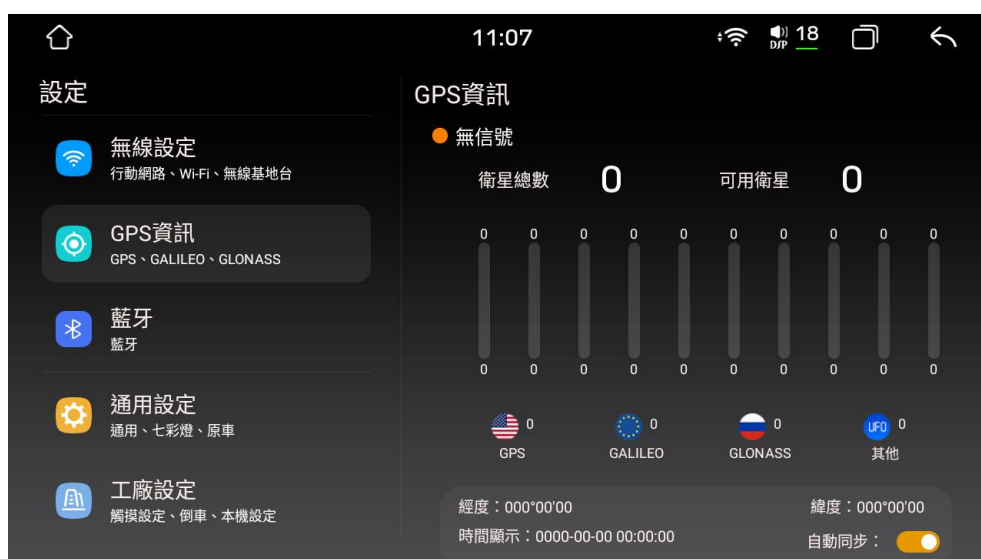 11:07
DSP 18
設定
無線設定
行動網路、Wi-Fi、無線基地台
GPS資訊
GPS、GALILEO、GLONASS
藍牙
藍牙
通用設定
通用、七彩燈、原車
工廠設定
觸摸設定、倒車、本機設定
GPS資訊
無信號
衛星總數 0 可用衛星 0
0 0 0 0 0 0 0 0 0 0
0 0 0 0 0 0 0 0 0 0
0 0 0 UFO 0
GPS GALILEO GLONASS 其他
經度：000°00'00 緯度：000°00'00
時間顯示：0000-00-00 00:00:00 自動同步：